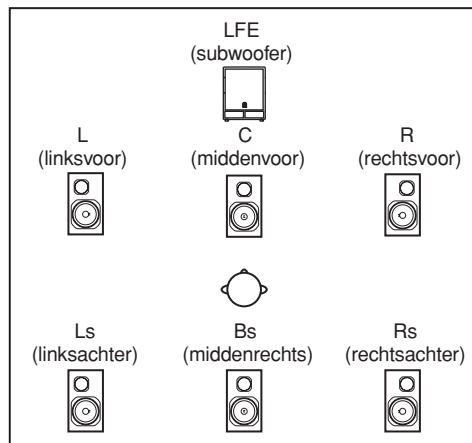 LFE
(subwoofer)
L
(linksvoor)
C
(middenvoor)
R
(rechtsvoor)
Ls
(linksachter)
Bs
(middenrechts)
Rs
(rechtsachter)